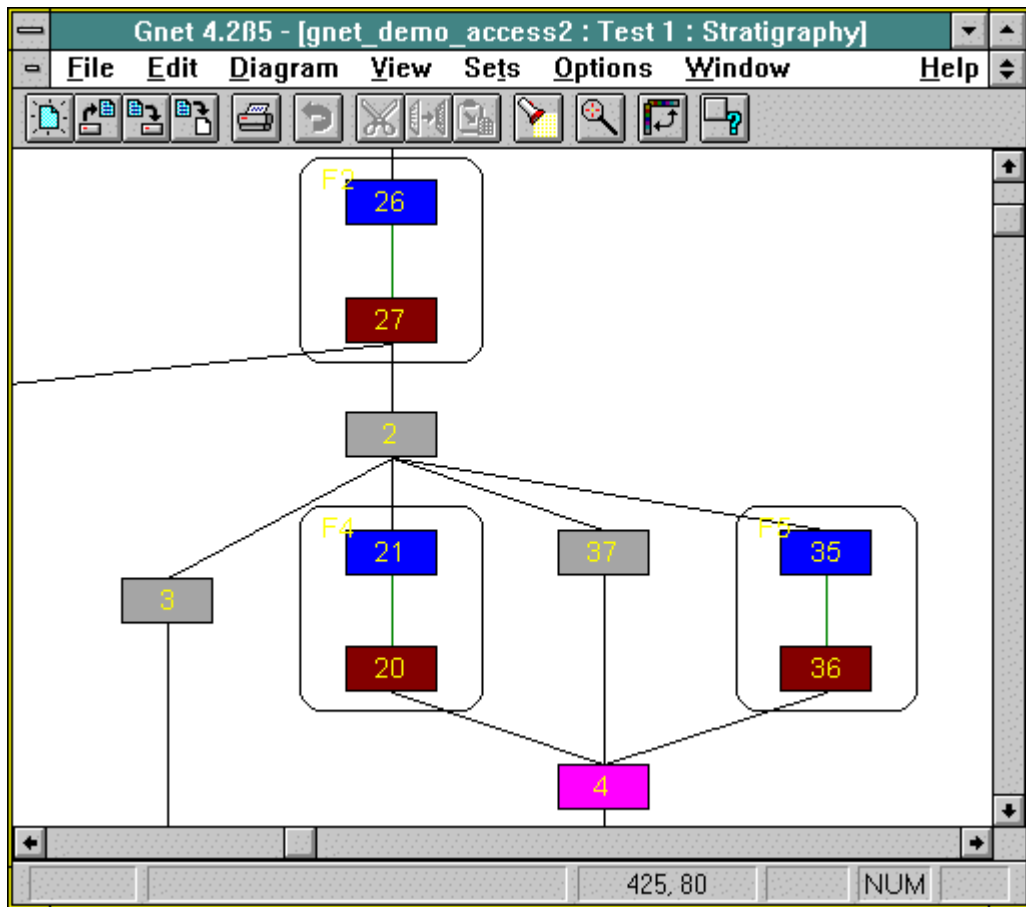 Gnet 4.2ß5 - [gnet_demo_access2 : Test 1 : Stratigraphy]
File Edit Diagram View Sets Options Window Help
F2
26
27
2
F4
21
37
F5
35
3
20
36
4
425, 80
NUM